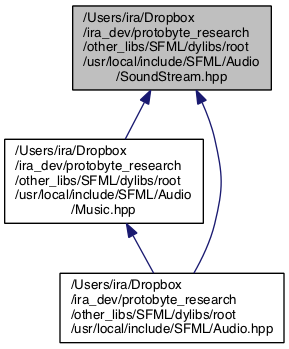 /Users/ira/Dropbox
/ira_dev/protobyte_research
/other_libs/SFML/dylibs/root
/usr/local/include/SFML/Audio
/SoundStream.hpp
/Users/ira/Dropbox
/ira_dev/protobyte_research
/other_libs/SFML/dylibs/root
/usr/local/include/SFML/Audio
/Music.hpp
/Users/ira/Dropbox
/ira_dev/protobyte_research
/other_libs/SFML/dylibs/root
/usr/local/include/SFML/Audio.hpp